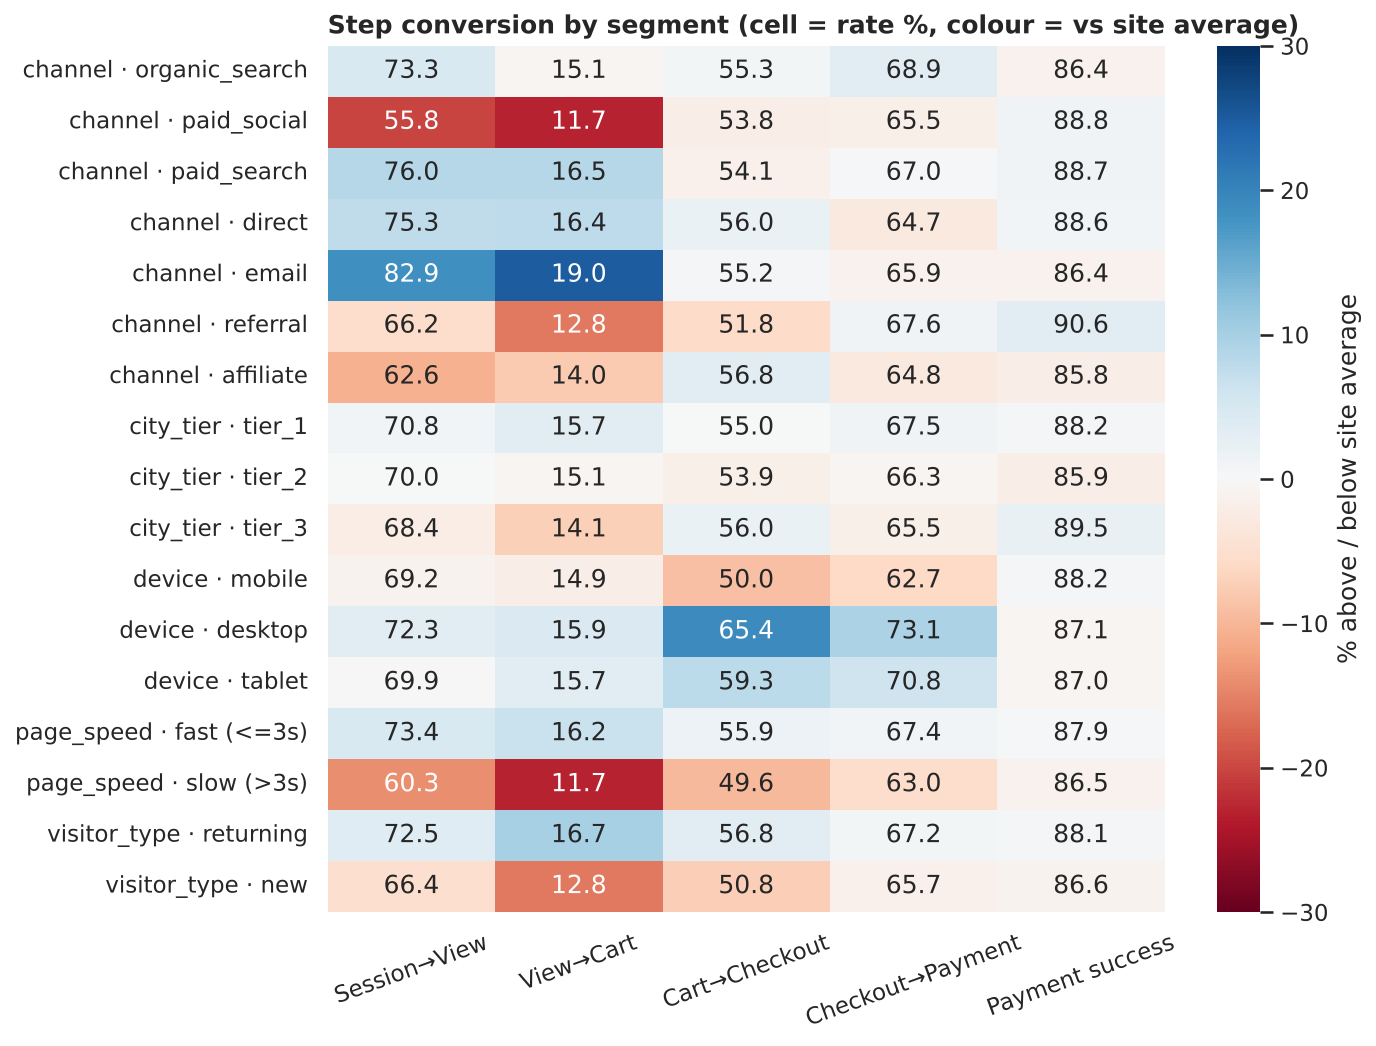 Step conversion by segment (cell = rate %, colour = vs site average)
channel · organic_search 73.3 15.1 55.3 68.9 86.4
channel · paid_social 55.8 11.7 53.8 65.5 88.8
channel · paid_search 76.0 16.5 54.1 67.0 88.7
channel · direct 75.3 16.4 56.0 64.7 88.6
channel · email 82.9 19.0 55.2 65.9 86.4
channel · referral 66.2 12.8 51.8 67.6 90.6
channel · affiliate 62.6 14.0 56.8 64.8 85.8
city_tier · tier_1 70.8 15.7 55.0 67.5 88.2
city_tier · tier_2 70.0 15.1 53.9 66.3 85.9
city_tier · tier_3 68.4 14.1 56.0 65.5 89.5
device · mobile 69.2 14.9 50.0 62.7 88.2
device · desktop 72.3 15.9 65.4 73.1 87.1
device · tablet 69.9 15.7 59.3 70.8 87.0
page_speed · fast (<=3s) 73.4 16.2 55.9 67.4 87.9
page_speed · slow (>3s) 60.3 11.7 49.6 63.0 86.5
visitor_type · returning 72.5 16.7 56.8 67.2 88.1
visitor_type · new 66.4 12.8 50.8 65.7 86.6
Session→View View→Cart Cart→Checkout Checkout→Payment Payment success
30
20
10
0
−10
−20
−30
% above / below site average